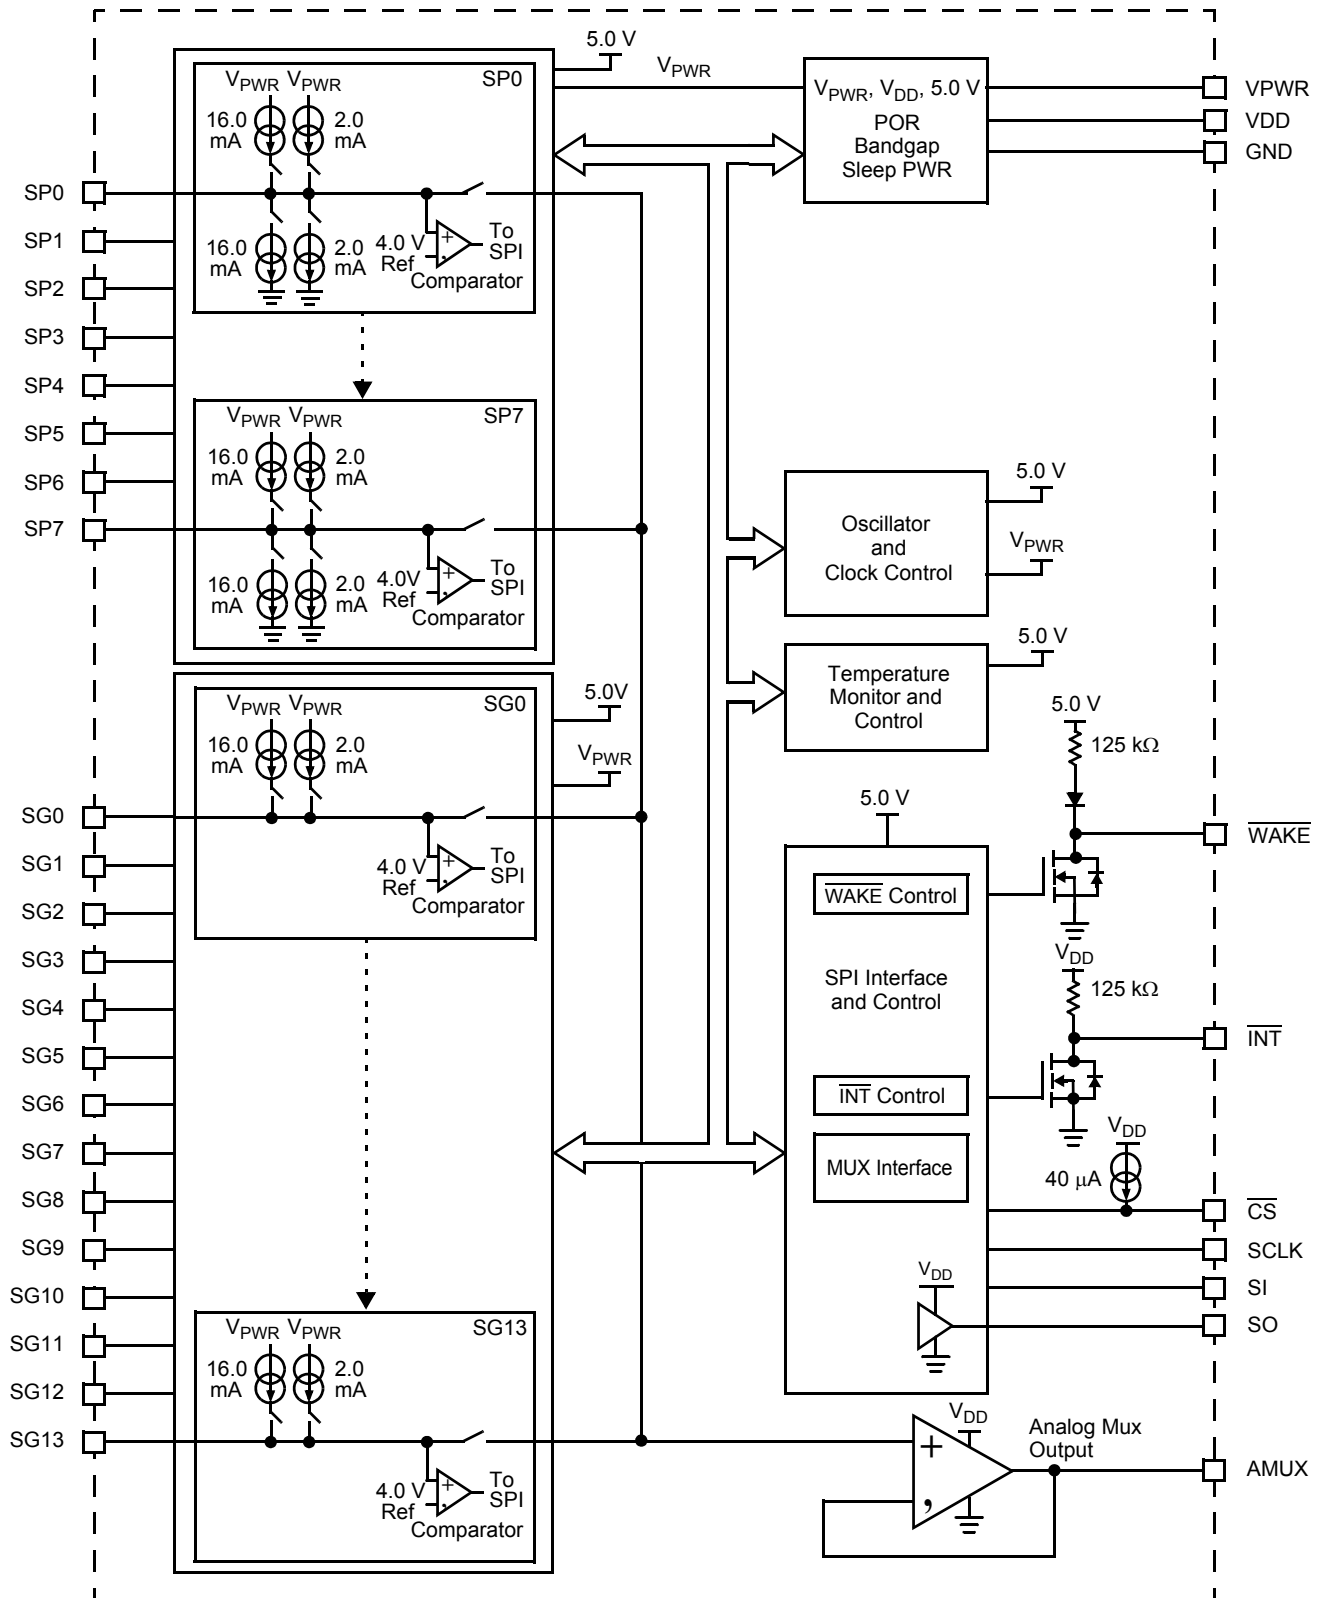 5.0 V
VPWR VPWR SP0
16.0 mA 2.0 mA
4.0 V Ref + - To SPI
16.0 mA 2.0 mA
Comparator
VPWR
VPWR, VDD, 5.0 V
POR
Bandgap
Sleep PWR
VPWR
VDD
GND
SP0
SP1
SP2
SP3
SP4
SP5
SP6
SP7
VPWR VPWR SP7
16.0 mA 2.0 mA
4.0V Ref + - To SPI
16.0 mA 2.0 mA
Comparator
5.0 V
Oscillator
and
Clock Control
VPWR
5.0 V
Temperature
Monitor and
Control
5.0V
VPWR
VPWR VPWR SG0
16.0 mA 2.0 mA
4.0 V Ref + - To SPI
Comparator
SG0
SG1
SG2
SG3
SG4
SG5
SG6
SG7
SG8
SG9
SG10
SG11
SG12
SG13
VPWR VPWR SG13
16.0 mA 2.0 mA
4.0 V Ref + - To SPI
Comparator
5.0 V
WAKE Control
SPI Interface
and Control
INT Control
MUX Interface
VDD
5.0 V
125 kΩ
WAKE
VDD
125 kΩ
INT
VDD
40 µA
CS
SCLK
SI
SO
VDD
+
,
Analog Mux
Output
AMUX